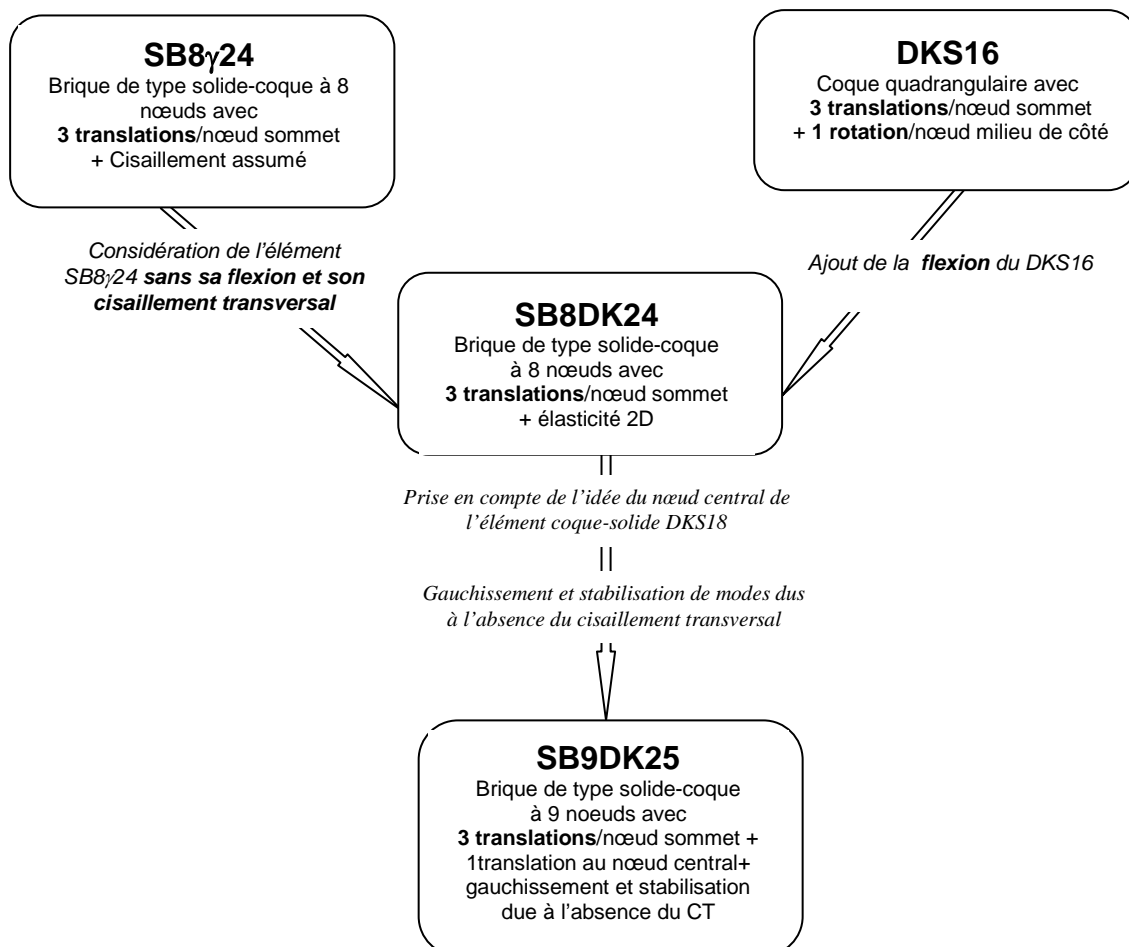 SB8γ24
Brique de type solide-coque à 8
nœuds avec
3 translations/nœud sommet
+ Cisaillement assumé
DKS16
Coque quadrangulaire avec
3 translations/nœud sommet
+ 1 rotation/nœud milieu de côté
Considération de l'élément
SB8γ24 sans sa flexion et son
cisaillement transversal
Ajout de la flexion du DKS16
SB8DK24
Brique de type solide-coque
à 8 nœuds avec
3 translations/nœud sommet
+ élasticité 2D
Prise en compte de l'idée du nœud central de
l'élément coque-solide DKS18
Gauchissement et stabilisation de modes dus
à l'absence du cisaillement transversal
SB9DK25
Brique de type solide-coque
à 9 noeuds avec
3 translations/nœud sommet +
1translation au nœud central+
gauchissement et stabilisation
due à l'absence du CT